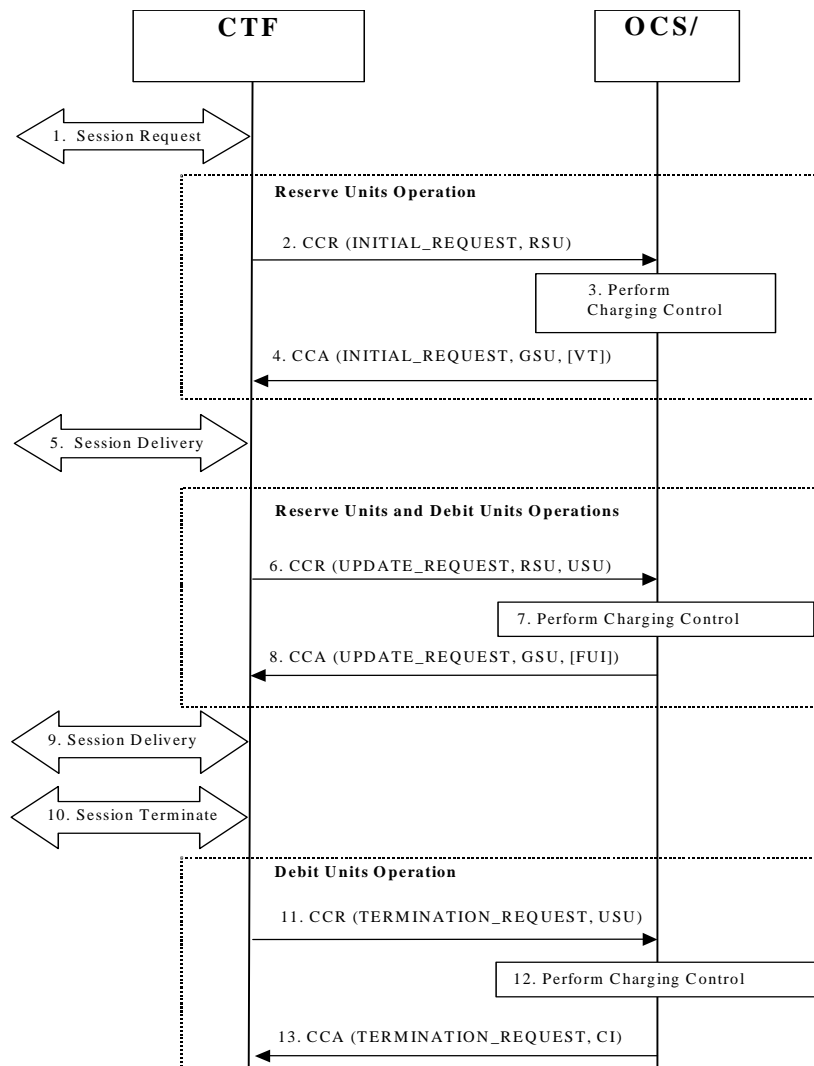 CTF
OCS/
1. Session Request
Reserve Units Operation
2. CCR (INITIAL_REQUEST, RSU)
3. Perform
Charging Control
4. CCA (INITIAL_REQUEST, GSU, [VT])
5. Session Delivery
Reserve Units and Debit Units Operations
6. CCR (UPDATE_REQUEST, RSU, USU)
7. Perform Charging Control
8. CCA (UPDATE_REQUEST, GSU, [FUI])
9. Session Delivery
10. Session Terminate
Debit Units Operation
11. CCR (TERMINATION_REQUEST, USU)
12. Perform Charging Control
13. CCA (TERMINATION_REQUEST, CI)